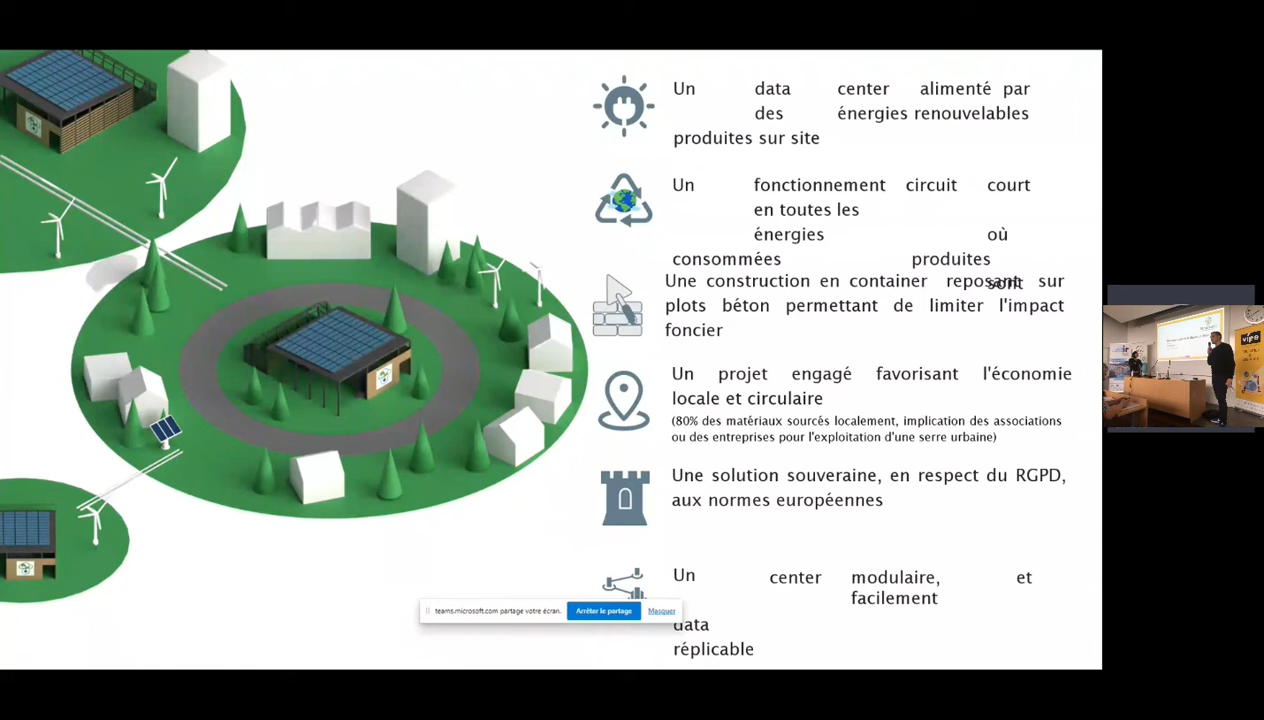 Un data center alimenté par
des énergies renouvelables
produites sur site
Un fonctionnement circuit court
en toutes les
énergies où
consommées produites
sont
Une construction en container reposant sur
plots béton permettant de limiter l'impact
foncier
Un projet engagé favorisant l'économie
locale et circulaire
(80% des matériaux sourcés localement, implication des associations
ou des entreprises pour l'exploitation d'une serre urbaine)
Une solution souveraine, en respect du RGPD,
aux normes européennes
Un center modulaire, et
facilement
data
réplicable
teams.microsoft.com partage votre écran.
Arrêter le partage
Masquer